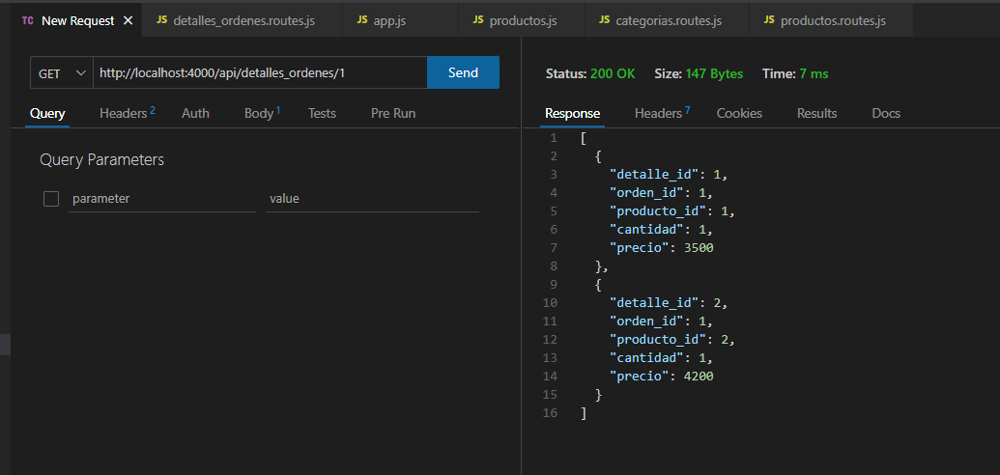 TC New Request × JS detalles_ordenes.routes.js JS app.js JS productos.js JS categorias.routes.js JS productos.routes.js
GET http://localhost:4000/api/detalles_ordenes/1 Send
Query Headers 2 Auth Body 1 Tests Pre Run
Query Parameters
parameter value
Status: 200 OK Size: 147 Bytes Time: 7 ms
Response Headers 7 Cookies Results Docs
1 [
2 {
3 "detalle_id": 1,
4 "orden_id": 1,
5 "producto_id": 1,
6 "cantidad": 1,
7 "precio": 3500
8 },
9 {
10 "detalle_id": 2,
11 "orden_id": 1,
12 "producto_id": 2,
13 "cantidad": 1,
14 "precio": 4200
15 }
16 ]